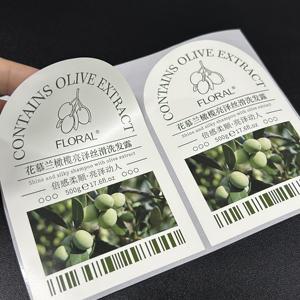 CONTAINS OLIVE EXTRACT
FLORAL®
花慕兰橄榄亮泽丝滑洗发露
Shine and silky shampoo with olive extract
倍感柔顺·亮泽动人
500g e 17.6fl.oz
CONTAINS OLIVE EXTRACT
FLORAL®
花慕兰橄榄亮泽丝滑洗发露
Shine and silky shampoo with olive extract
倍感柔顺·亮泽动人
500g e 17.6fl.oz